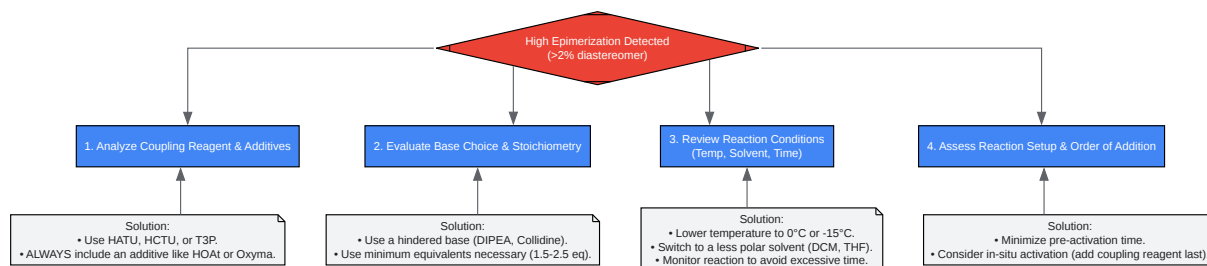 High Epimerization Detected
(>2% diastereomer)
1. Analyze Coupling Reagent & Additives
2. Evaluate Base Choice & Stoichiometry
3. Review Reaction Conditions
(Temp, Solvent, Time)
4. Assess Reaction Setup & Order of Addition
Solution:
• Use HATU, HCTU, or T3P.
• ALWAYS include an additive like HOAt or Oxyma.
Solution:
• Use a hindered base (DIPEA, Collidine).
• Use minimum equivalents necessary (1.5-2.5 eq).
Solution:
• Lower temperature to 0°C or -15°C.
• Switch to a less polar solvent (DCM, THF).
• Monitor reaction to avoid excessive time.
Solution:
• Minimize pre-activation time.
• Consider in-situ activation (add coupling reagent last).